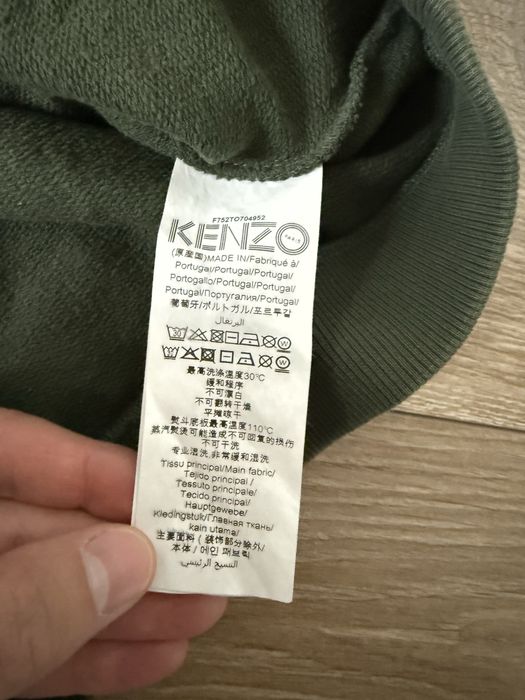 F752TO704952
KENZO
PARIS
(原産国)MADE IN/Fabriqué à/
Portugal/Portugal/Portugal/
Portogallo/Portugal/Portugal/
Portugal/Португалия/Portugal/
葡萄牙/ポルトガル/포르투갈
البرتغال
最高洗涤温度30℃
缓和程序
不可漂白
不可翻转干燥
平摊晾干
熨斗底板最高温度110℃
蒸汽熨烫可能造成不可回复的损伤
不可干洗
专业湿洗,非常缓和湿洗
Tissu principal/Main fabric/
Tejido principal /
Tessuto principale/
Tecido principal/
Hauptgewebe/
Kledingstuk/Главная ткань/
kain utama/
主要面料 ( 装饰部分除外/
本体/ 메인 패브릭
النسيج الرئيسي/